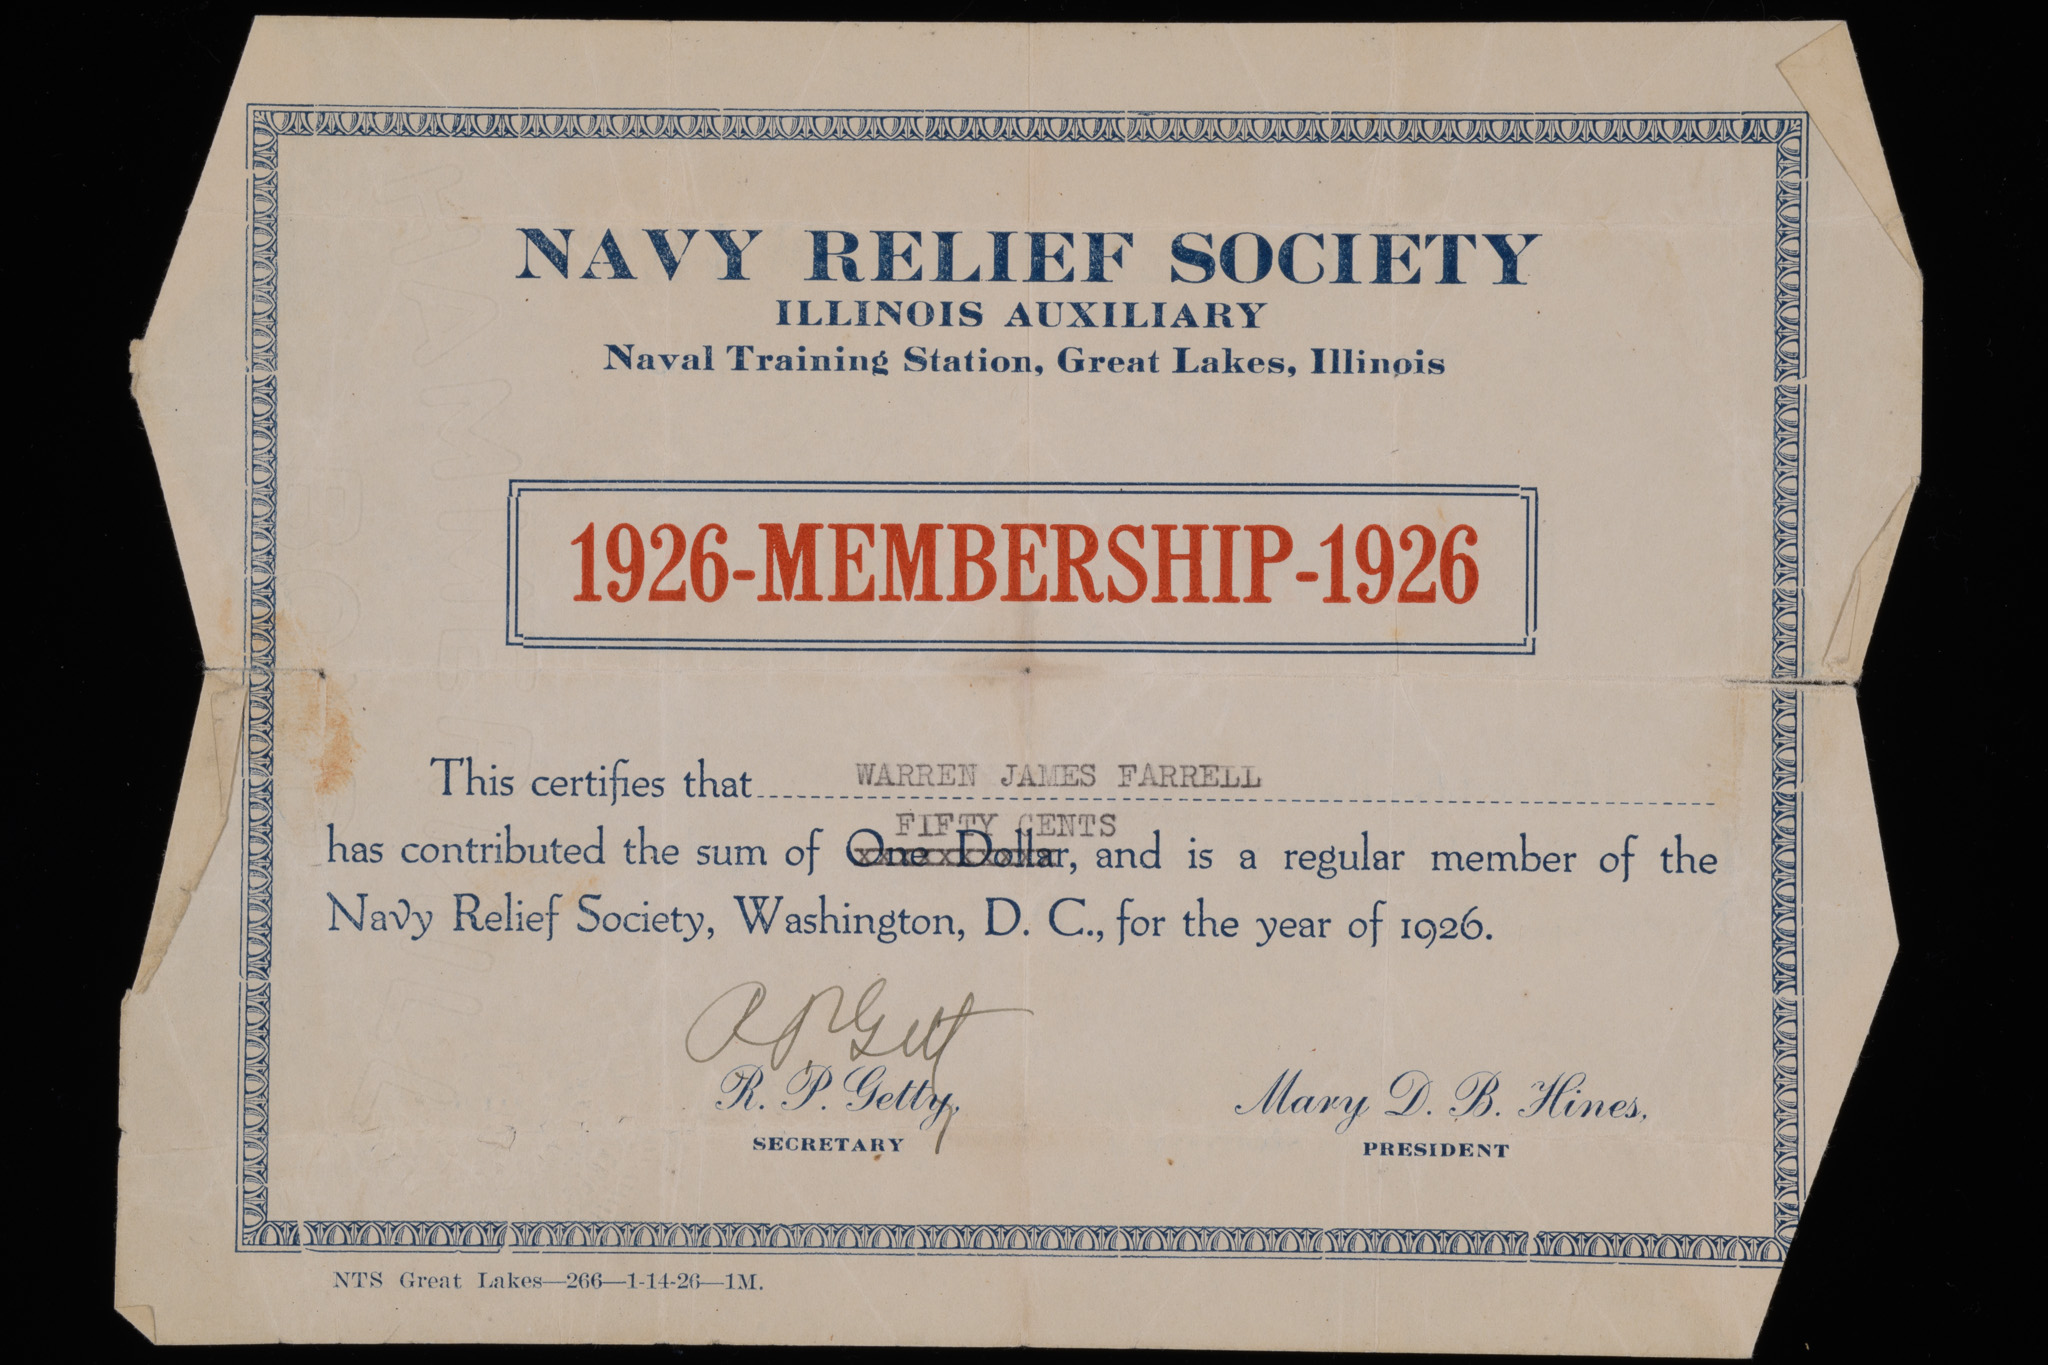 NAVY RELIEF SOCIETY
ILLINOIS AUXILIARY
Naval Training Station, Great Lakes, Illinois
1926-MEMBERSHIP-1926
This certifies that WARREN JAMES FARRELL
FIFTY CENTS
has contributed the sum of One Dollar, and is a regular member of the
Navy Relief Society, Washington, D. C., for the year of 1926.
R P Getty
R. P. Getty, Mary D. B. Hines,
SECRETARY PRESIDENT
NTS Great Lakes—266—1-14-26—1M.